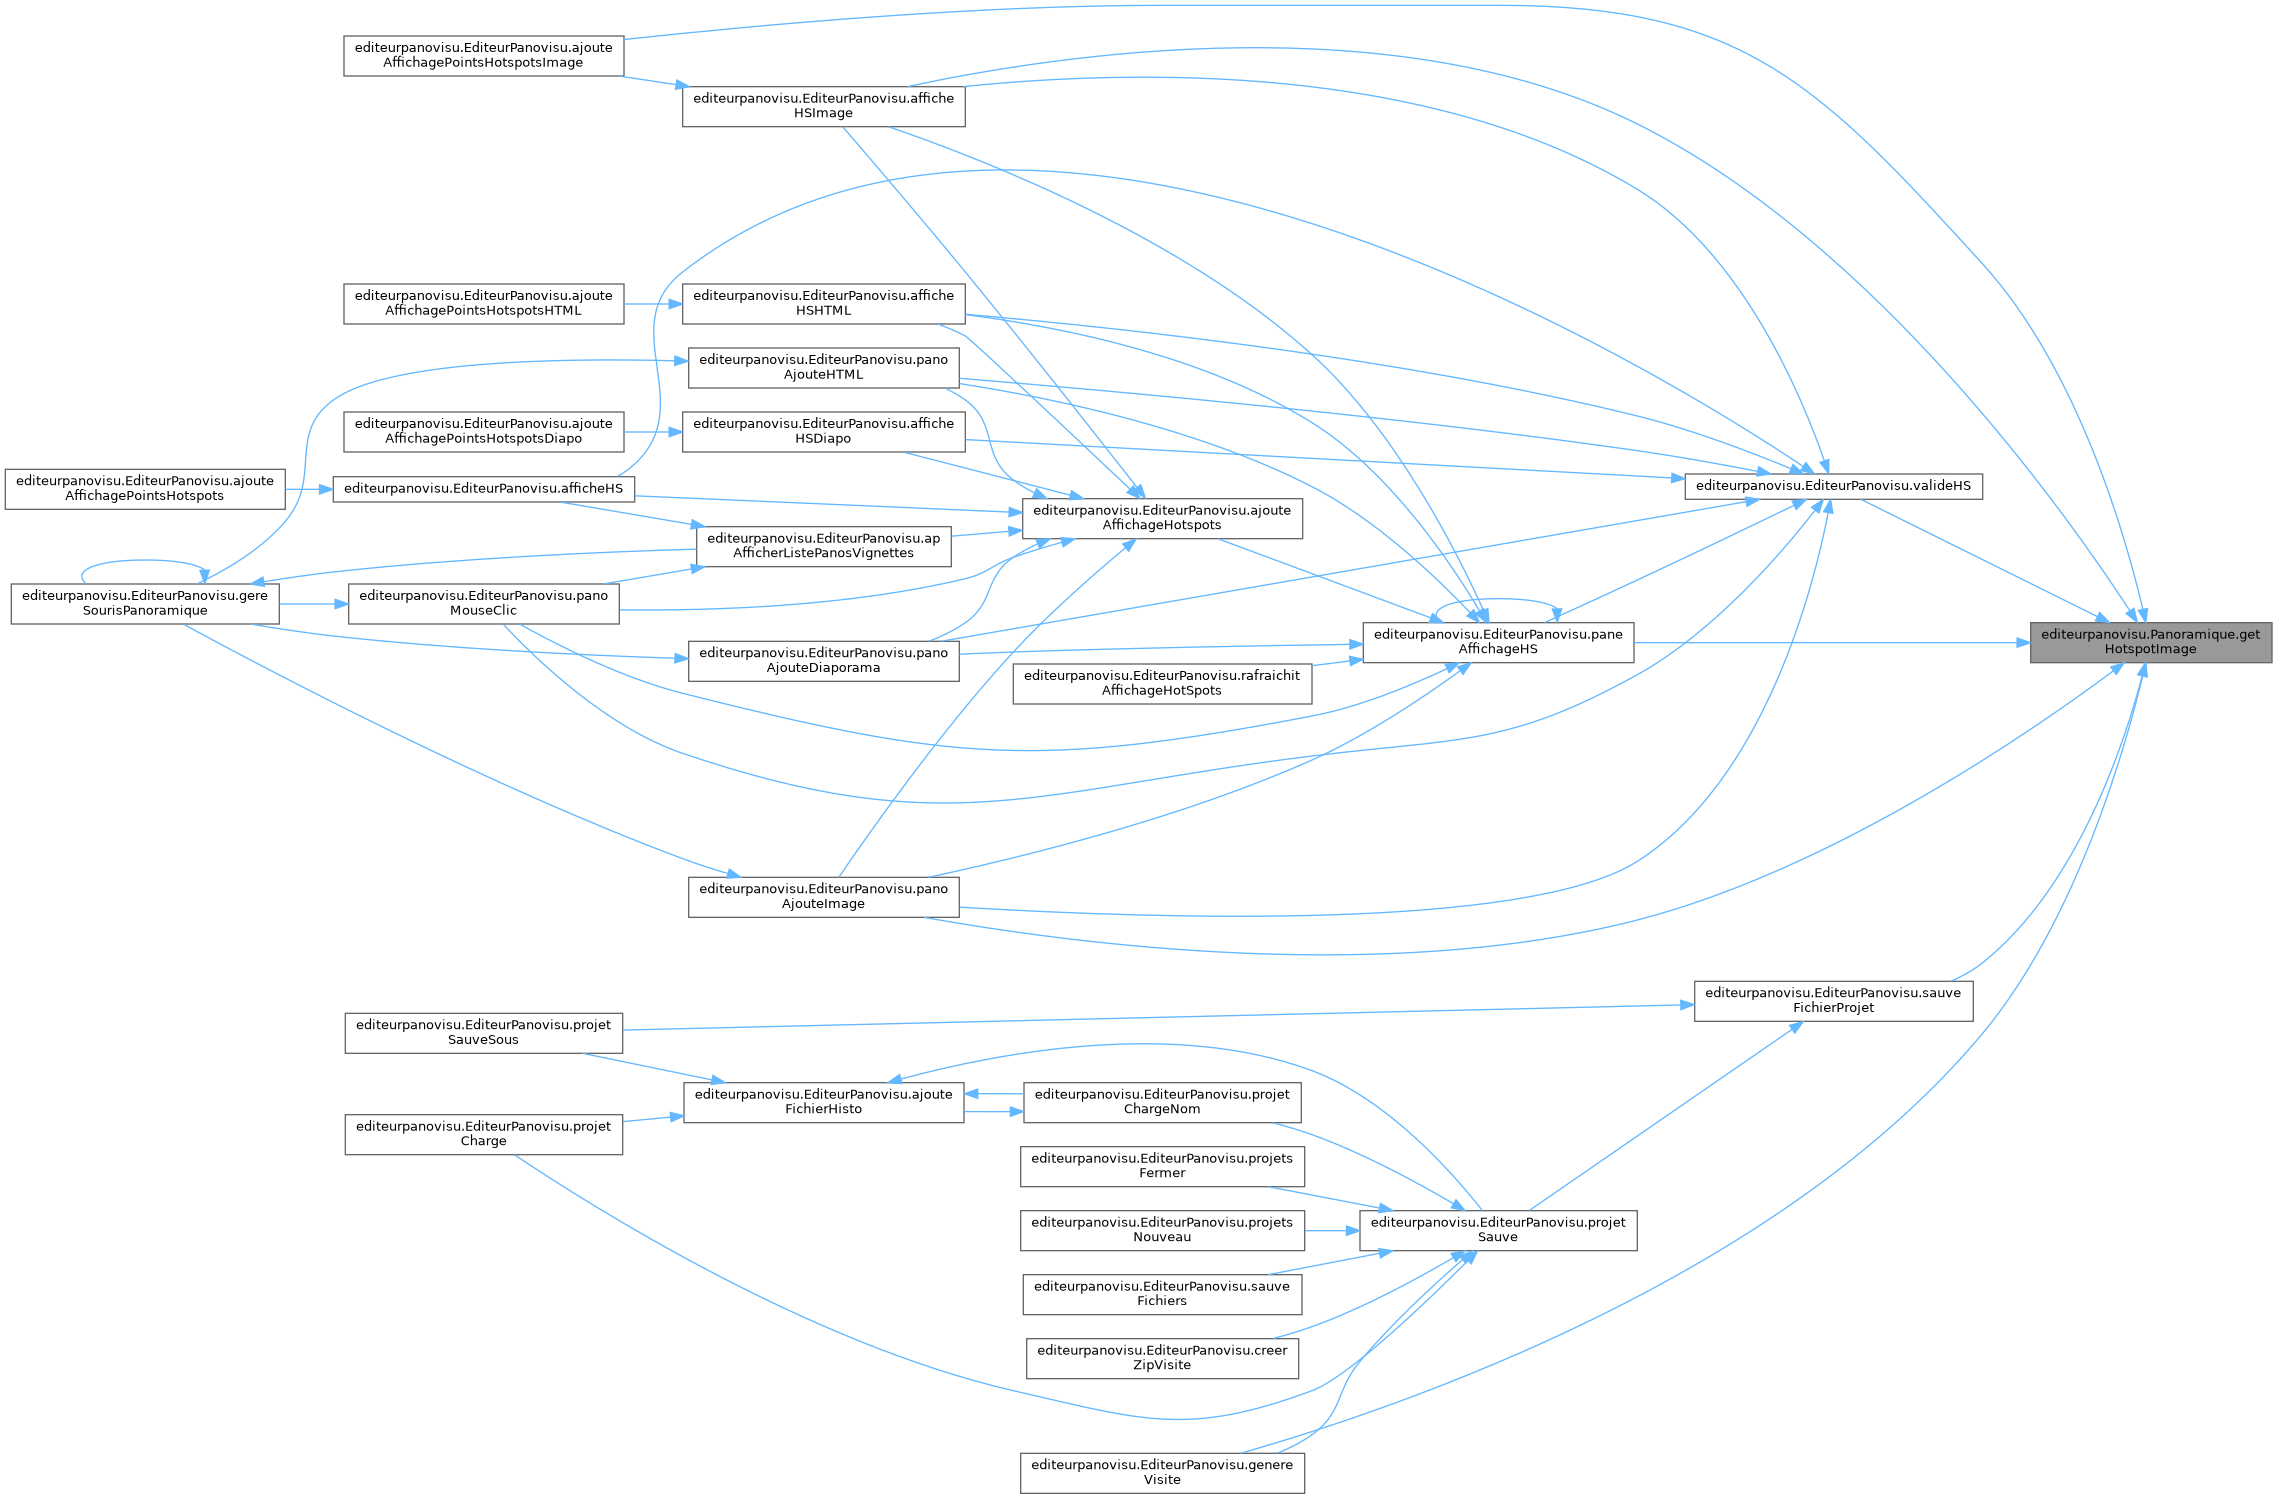 editeurpanovisu.EditeurPanovisu.ajoute
AffichagePointsHotspotsImage
editeurpanovisu.EditeurPanovisu.affiche
HSImage
editeurpanovisu.EditeurPanovisu.ajoute
AffichagePointsHotspotsHTML
editeurpanovisu.EditeurPanovisu.affiche
HSHTML
editeurpanovisu.EditeurPanovisu.pano
AjouteHTML
editeurpanovisu.EditeurPanovisu.ajoute
AffichagePointsHotspotsDiapo
editeurpanovisu.EditeurPanovisu.affiche
HSDiapo
editeurpanovisu.EditeurPanovisu.ajoute
AffichagePointsHotspots
editeurpanovisu.EditeurPanovisu.afficheHS
editeurpanovisu.EditeurPanovisu.valideHS
editeurpanovisu.EditeurPanovisu.ajoute
AffichageHotspots
editeurpanovisu.EditeurPanovisu.ap
AfficherListePanosVignettes
editeurpanovisu.EditeurPanovisu.gere
SourisPanoramique
editeurpanovisu.EditeurPanovisu.pano
MouseClic
editeurpanovisu.EditeurPanovisu.pane
AffichageHS
editeurpanovisu.Panoramique.get
HotspotImage
editeurpanovisu.EditeurPanovisu.pano
AjouteDiaporama
editeurpanovisu.EditeurPanovisu.rafraichit
AffichageHotSpots
editeurpanovisu.EditeurPanovisu.pano
AjouteImage
editeurpanovisu.EditeurPanovisu.sauve
FichierProjet
editeurpanovisu.EditeurPanovisu.projet
SauveSous
editeurpanovisu.EditeurPanovisu.ajoute
FichierHisto
editeurpanovisu.EditeurPanovisu.projet
ChargeNom
editeurpanovisu.EditeurPanovisu.projet
Charge
editeurpanovisu.EditeurPanovisu.projets
Fermer
editeurpanovisu.EditeurPanovisu.projets
Nouveau
editeurpanovisu.EditeurPanovisu.projet
Sauve
editeurpanovisu.EditeurPanovisu.sauve
Fichiers
editeurpanovisu.EditeurPanovisu.creer
ZipVisite
editeurpanovisu.EditeurPanovisu.genere
Visite